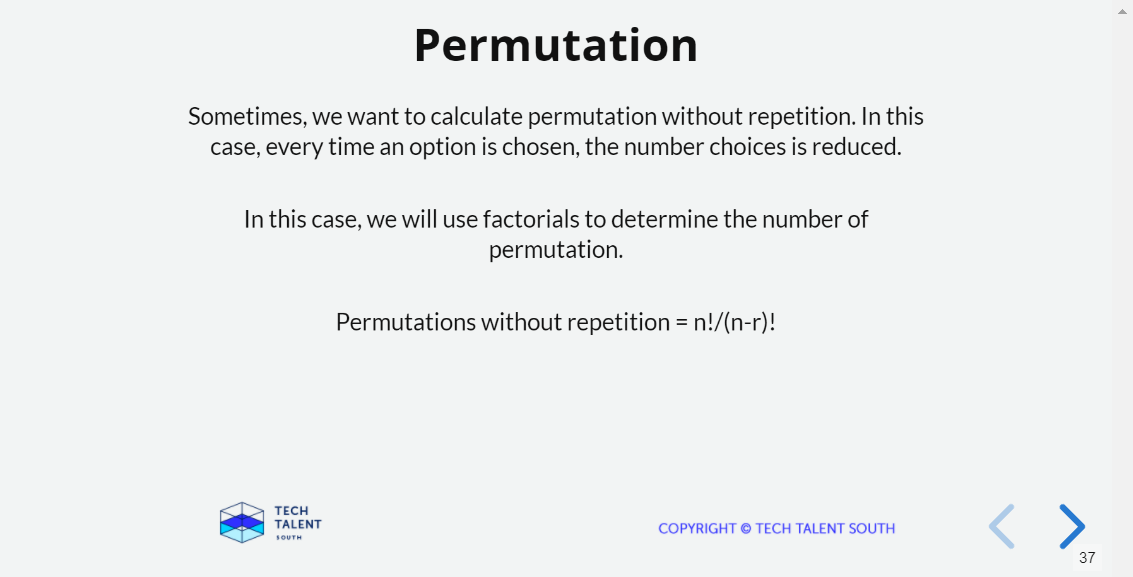 Permutation
Sometimes, we want to calculate permutation without repetition. In this
case, every time an option is chosen, the number choices is reduced.
In this case, we will use factorials to determine the number of
permutation.
Permutations without repetition = n!/(n-r)!
TECH
TALENT
SOUTH
COPYRIGHT © TECH TALENT SOUTH
37